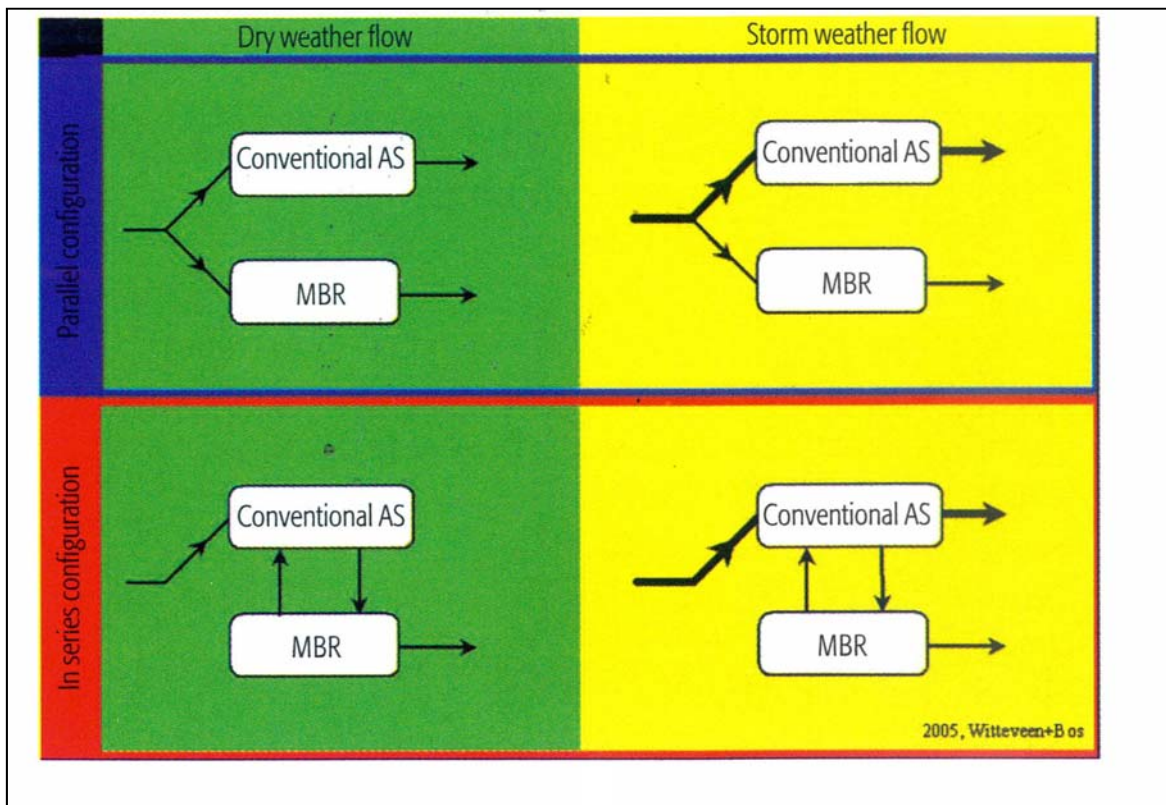 Dry weather flow
Storm weather flow
Parallel configuration
Conventional AS
MBR
Conventional AS
MBR
In series configuration
Conventional AS
MBR
Conventional AS
MBR
2005, Witteveen+Bos